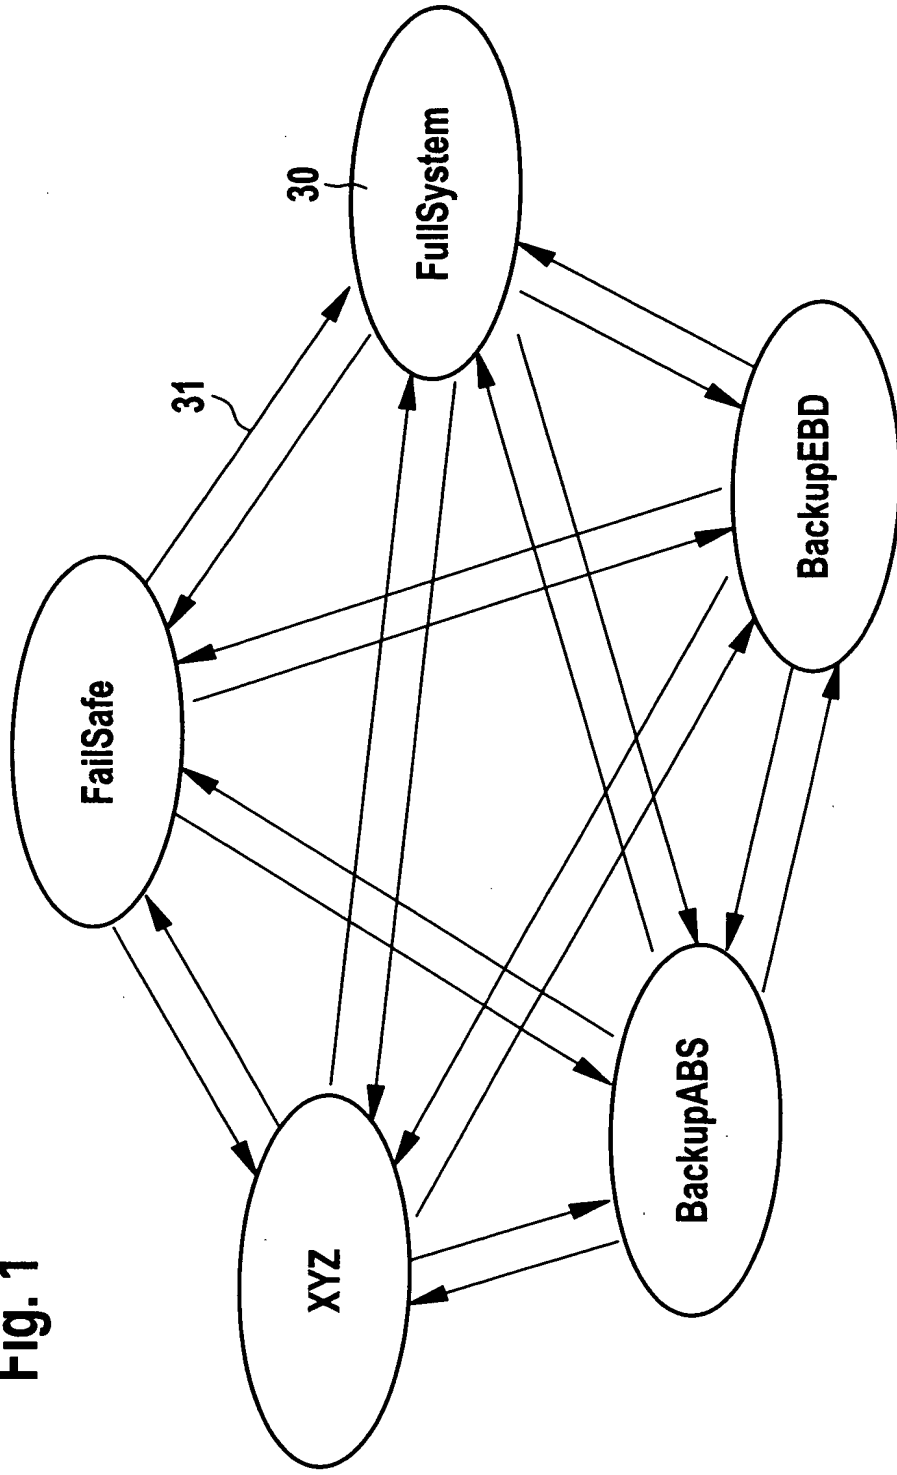 Fig. 1
FailSafe
31
30
XYZ
FullSystem
BackupABS
BackupEBD